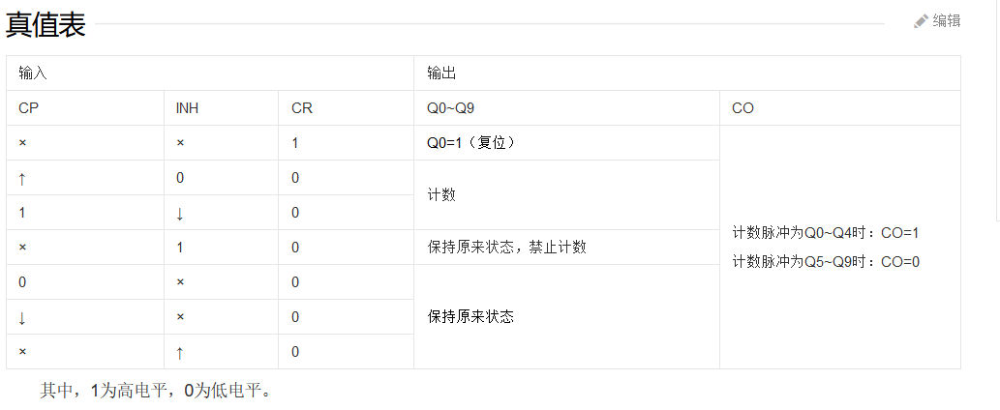 真值表
编辑
输入 输出
CP INH CR Q0~Q9 CO
× × 1 Q0=1（复位）
↑ 0 0 计数
1 ↓ 0
× 1 0 保持原来状态，禁止计数
0 × 0 保持原来状态
↓ × 0
× ↑ 0
计数脉冲为Q0~Q4时：CO=1
计数脉冲为Q5~Q9时：CO=0
其中，1为高电平，0为低电平。